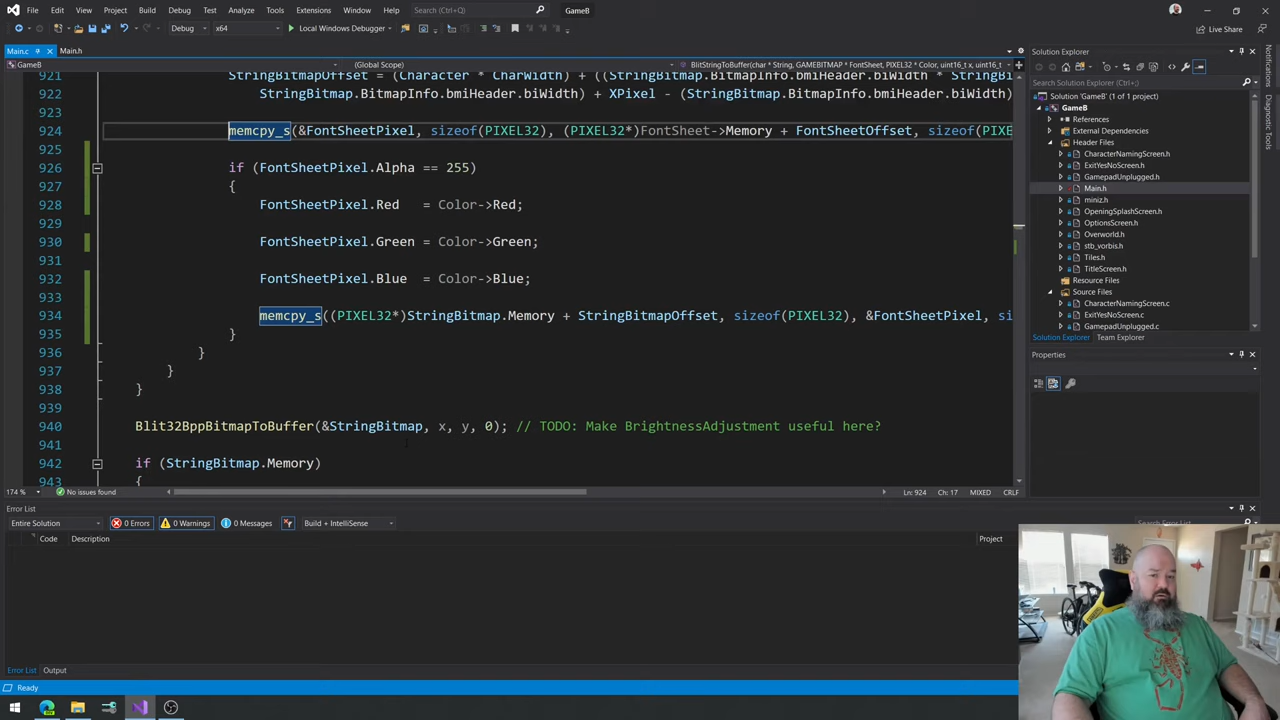 File Edit View Git Project Build Debug Test Analyze Tools Extensions Window Help Search (Ctrl+Q) GameB
Debug x64 Local Windows Debugger Live Share
Main.c Main.h
GameB (Global Scope) BlitStringToBuffer(char * String, GAMEBITMAP * FontSheet, PIXEL32 * Color, uint16_t x, uint16_t
921 StringBitmapOffset = (Character * CharWidth) + ((StringBitmap.BitmapInfo.bmiHeader.biWidth * StringB
922 StringBitmap.BitmapInfo.bmiHeader.biWidth) + XPixel - (StringBitmap.BitmapInfo.bmiHeader.biWidth)
923
924 memcpy_s(&FontSheetPixel, sizeof(PIXEL32), (PIXEL32*)FontSheet->Memory + FontSheetOffset, sizeof(PIXE
925
926 if (FontSheetPixel.Alpha == 255)
927 {
928 FontSheetPixel.Red = Color->Red;
929
930 FontSheetPixel.Green = Color->Green;
931
932 FontSheetPixel.Blue = Color->Blue;
933
934 memcpy_s((PIXEL32*)StringBitmap.Memory + StringBitmapOffset, sizeof(PIXEL32), &FontSheetPixel, si
935 }
936 }
937 }
938 }
939
940 Blit32BppBitmapToBuffer(&StringBitmap, x, y, 0); // TODO: Make BrightnessAdjustment useful here?
941
942 if (StringBitmap.Memory)
943 {
174 % No issues found Ln: 924 Ch: 17 MIXED CRLF
Error List
Entire Solution 0 Errors 0 Warnings 0 Messages Build + IntelliSense Search Error List
Code Description Project
Error List Output
Ready
Solution Explorer
Search Solution Explorer (Ctrl+;)
Solution 'GameB' (1 of 1 project)
GameB
References
External Dependencies
Header Files
CharacterNamingScreen.h
ExitYesNoScreen.h
GamepadUnplugged.h
Main.h
miniz.h
OpeningSplashScreen.h
OptionsScreen.h
Overworld.h
stb_vorbis.h
Tiles.h
TitleScreen.h
Resource Files
Source Files
CharacterNamingScreen.c
ExitYesNoScreen.c
GamepadUnplugged.c
Solution Explorer Team Explorer
Properties
Diagnostic Tools